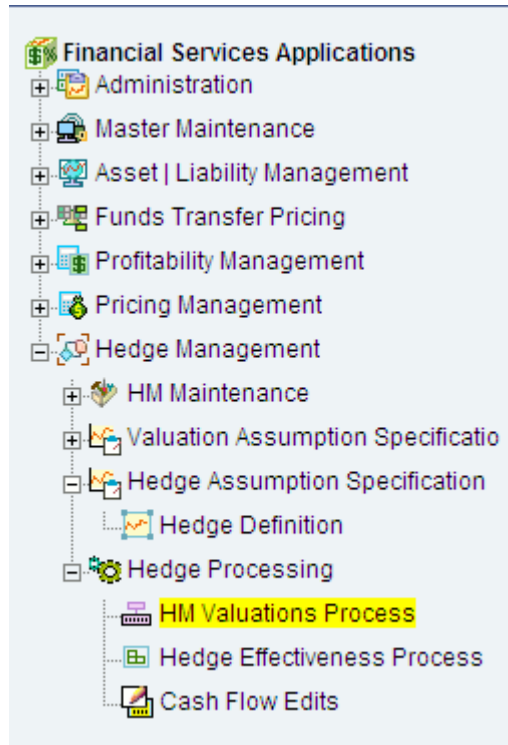 Financial Services Applications
Administration
Master Maintenance
Asset | Liability Management
Funds Transfer Pricing
Profitability Management
Pricing Management
Hedge Management
HM Maintenance
Valuation Assumption Specificatio
Hedge Assumption Specification
Hedge Definition
Hedge Processing
HM Valuations Process
Hedge Effectiveness Process
Cash Flow Edits